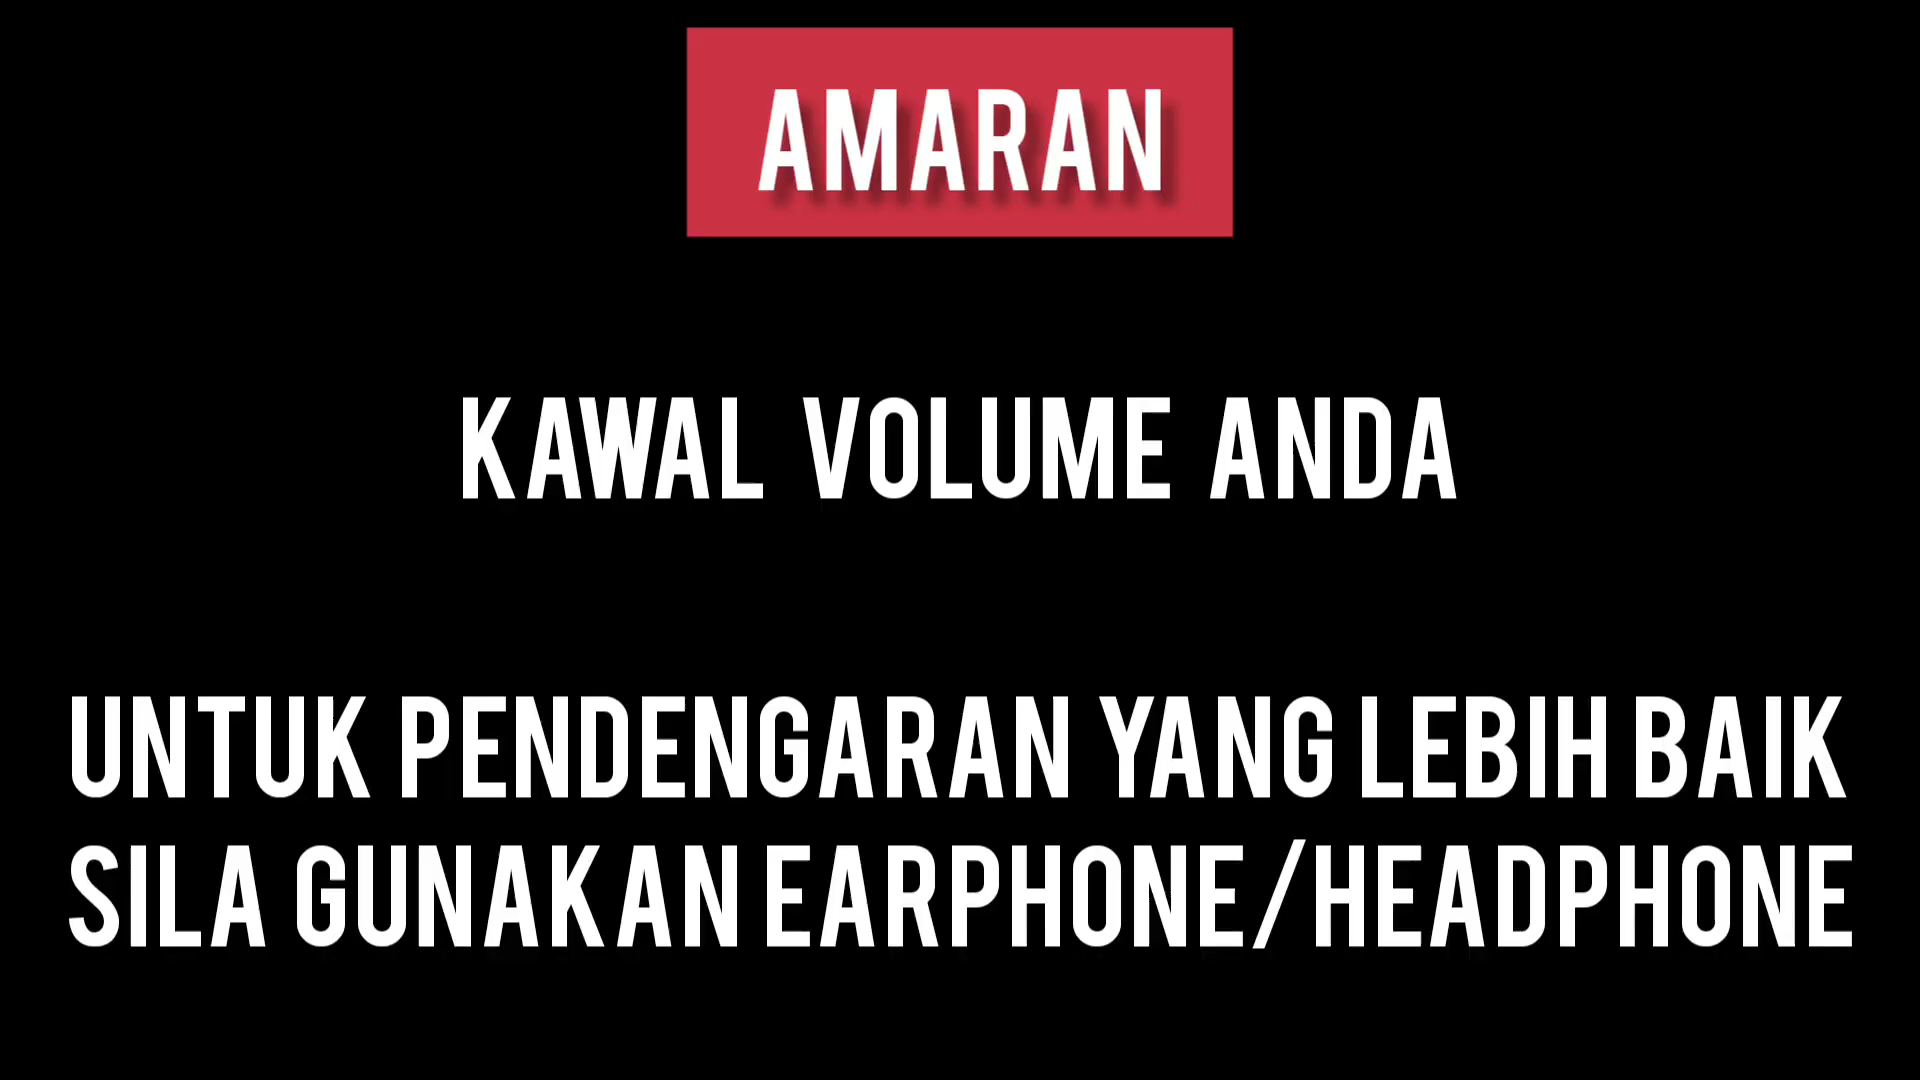 AMARAN
KAWAL VOLUME ANDA
UNTUK PENDENGARAN YANG LEBIH BAIK
SILA GUNAKAN EARPHONE/HEADPHONE